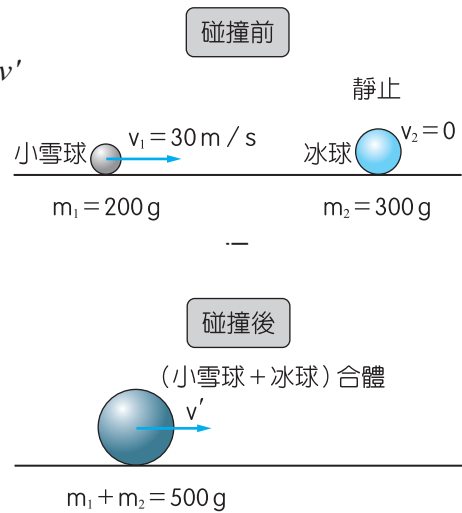 碰撞前
v′
靜止
小雪球 v₁＝30 m / s
冰球 v₂＝0
m₁＝200 g
m₂＝300 g
碰撞後
（小雪球＋冰球）合體
v′
m₁＋m₂＝500 g